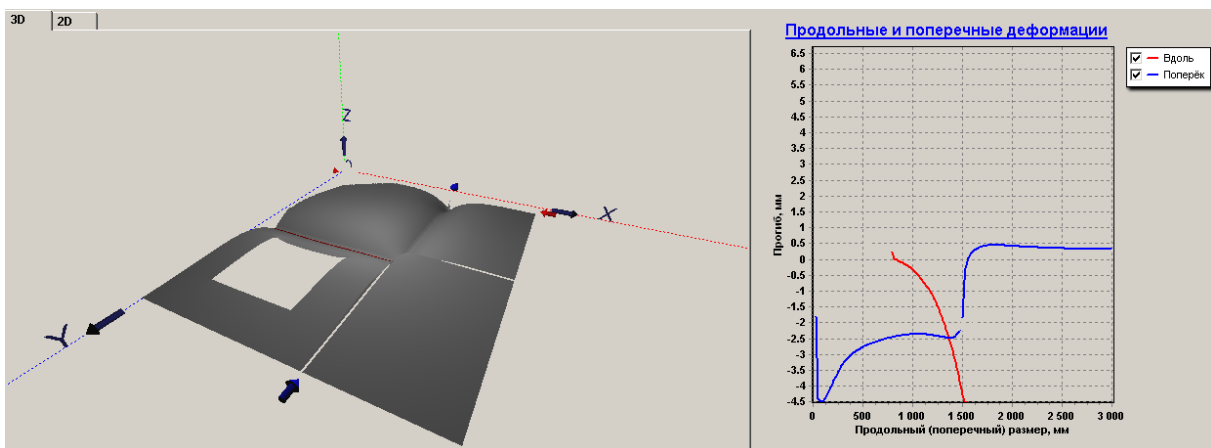 3D
2D
Z
X
Y
Продольные и поперечные деформации
Вдоль
Поперёк
Прогиб, мм
6.5
6
5.5
5
4.5
4
3.5
3
2.5
2
1.5
1
0.5
0
-0.5
-1
-1.5
-2
-2.5
-3
-3.5
-4
-4.5
0 500 1 000 1 500 2 000 2 500 3 000
Продольный (поперечный) размер, мм